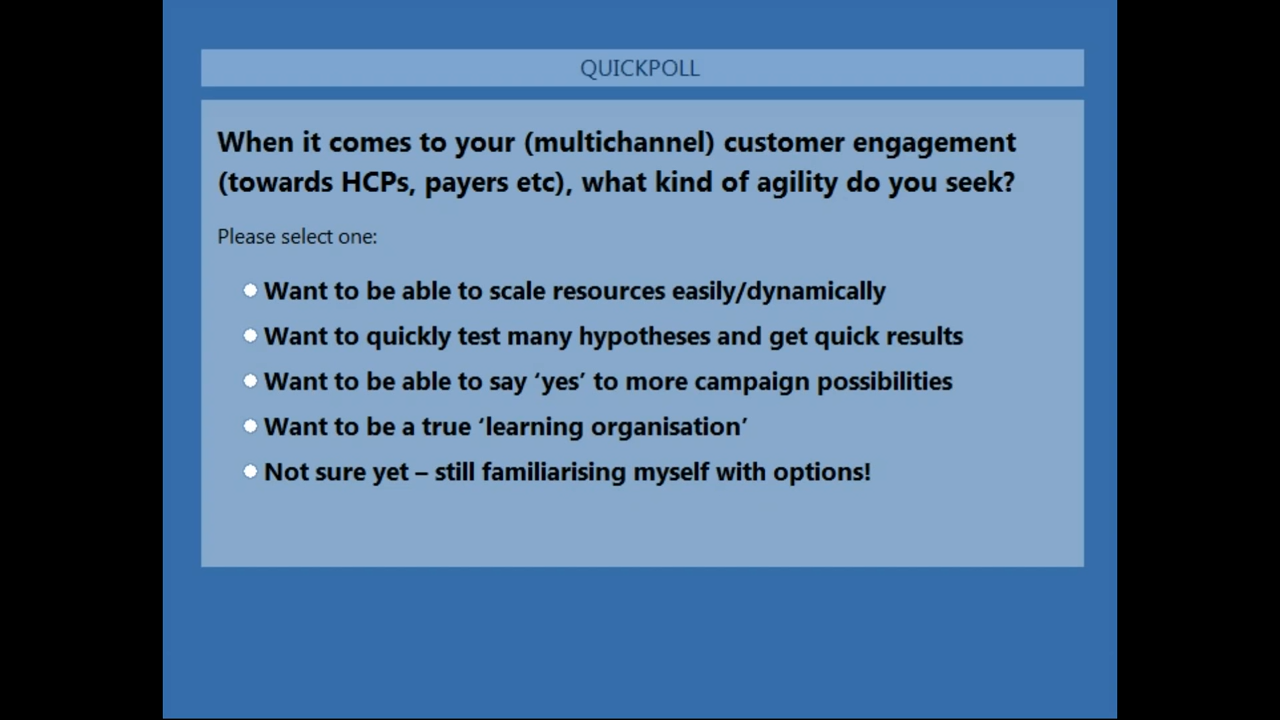 QUICKPOLL
When it comes to your (multichannel) customer engagement
(towards HCPs, payers etc), what kind of agility do you seek?
Please select one:
Want to be able to scale resources easily/dynamically
Want to quickly test many hypotheses and get quick results
Want to be able to say ‘yes’ to more campaign possibilities
Want to be a true ‘learning organisation’
Not sure yet – still familiarising myself with options!